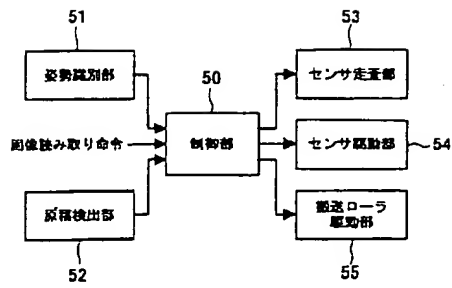 51
姿勢識別部
53
センサ走査部
50
画像読み取り命令
制御部
センサ駆動部
54
原稿検出部
52
搬送ローラ
駆動部
55